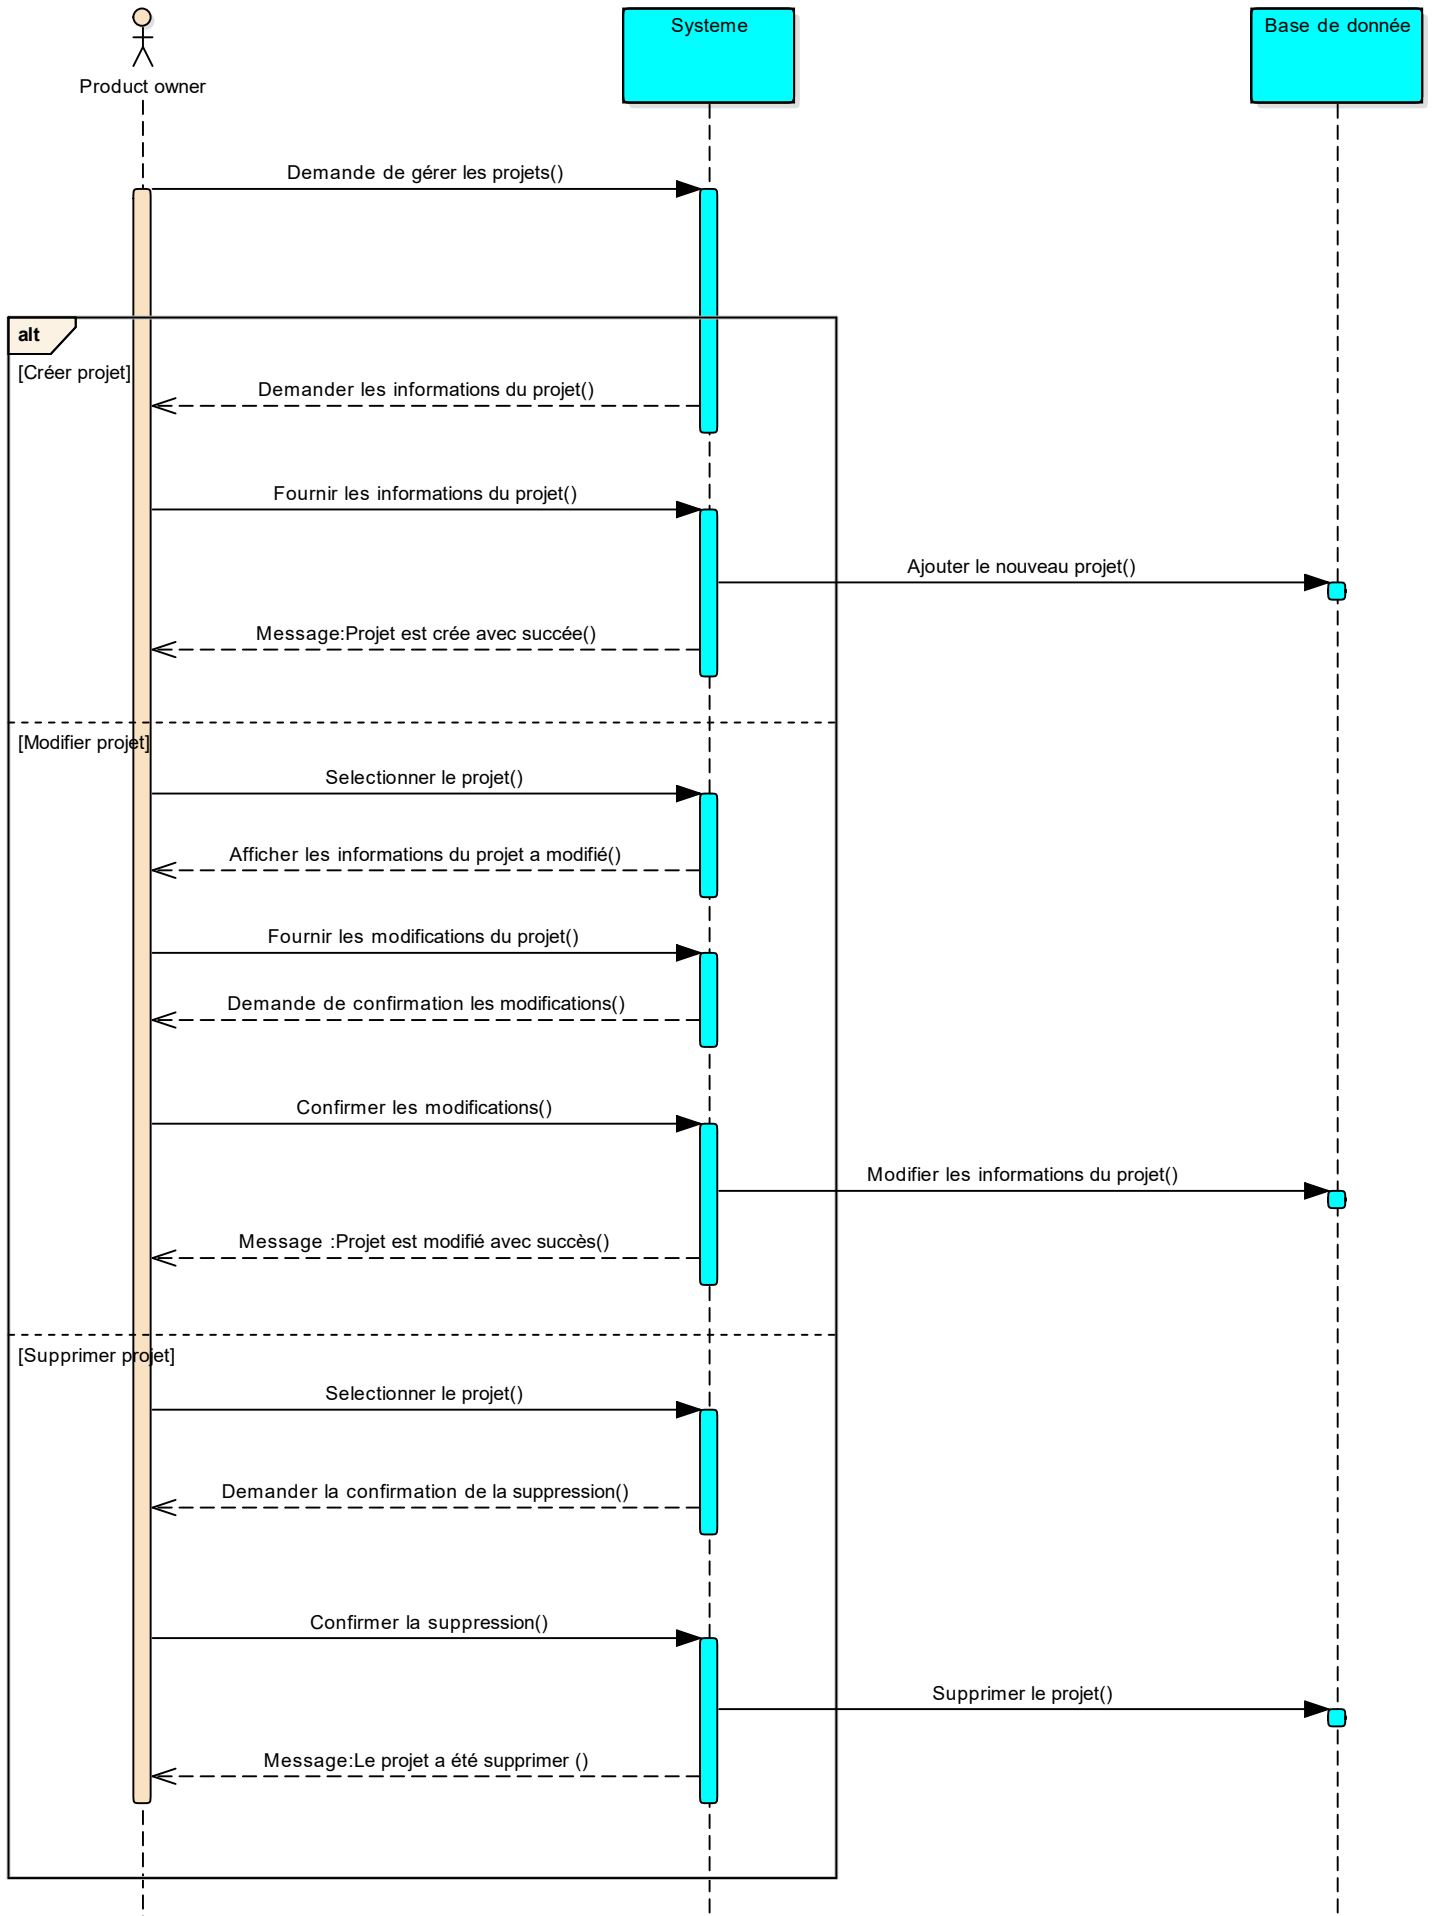 Product owner
Systeme
Base de donnée
Demande de gérer les projets()
alt
[Créer projet]
Demander les informations du projet()
Fournir les informations du projet()
Ajouter le nouveau projet()
Message:Projet est crée avec succée()
[Modifier projet]
Selectionner le projet()
Afficher les informations du projet a modifié()
Fournir les modifications du projet()
Demande de confirmation les modifications()
Confirmer les modifications()
Modifier les informations du projet()
Message :Projet est modifié avec succès()
[Supprimer projet]
Selectionner le projet()
Demander la confirmation de la suppression()
Confirmer la suppression()
Supprimer le projet()
Message:Le projet a été supprimer ()